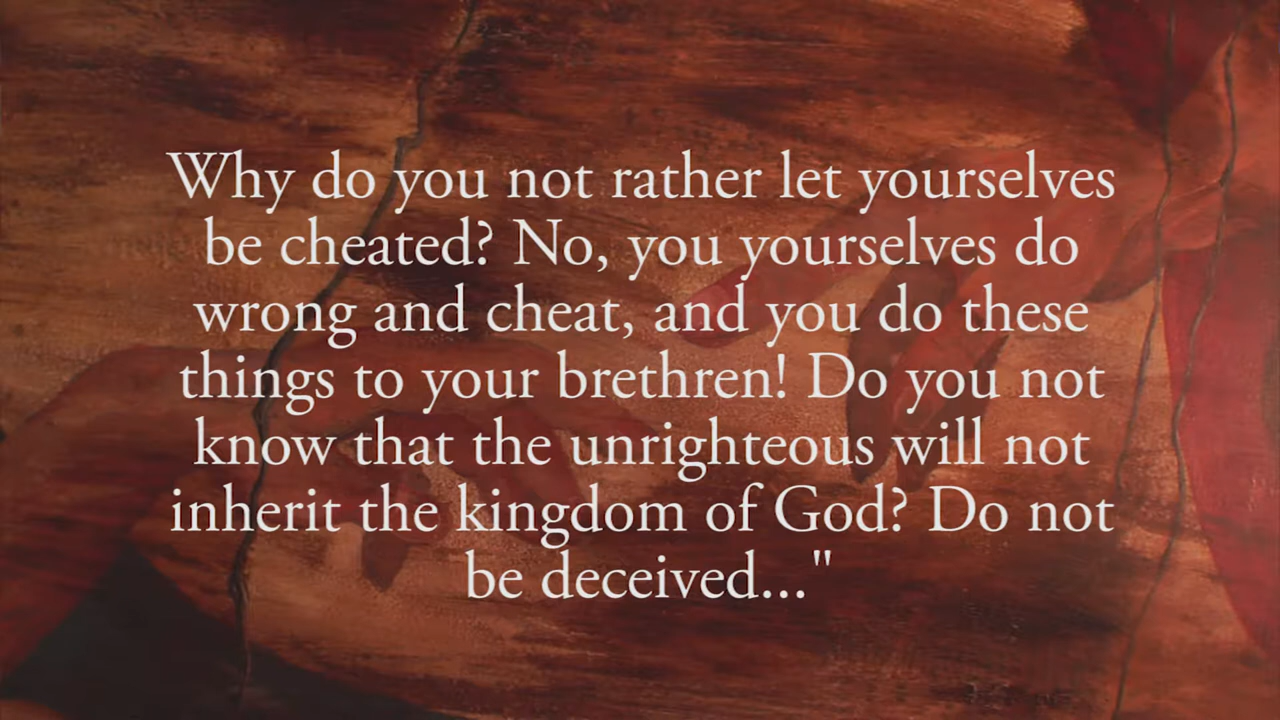 Why do you not rather let yourselves
be cheated? No, you yourselves do
wrong and cheat, and you do these
things to your brethren! Do you not
know that the unrighteous will not
inherit the kingdom of God? Do not
be deceived..."